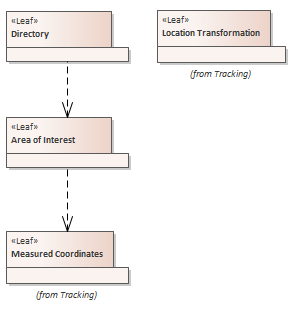 «Leaf»
Directory
«Leaf»
Location Transformation
(from Tracking)
«Leaf»
Area of Interest
«Leaf»
Measured Coordinates
(from Tracking)